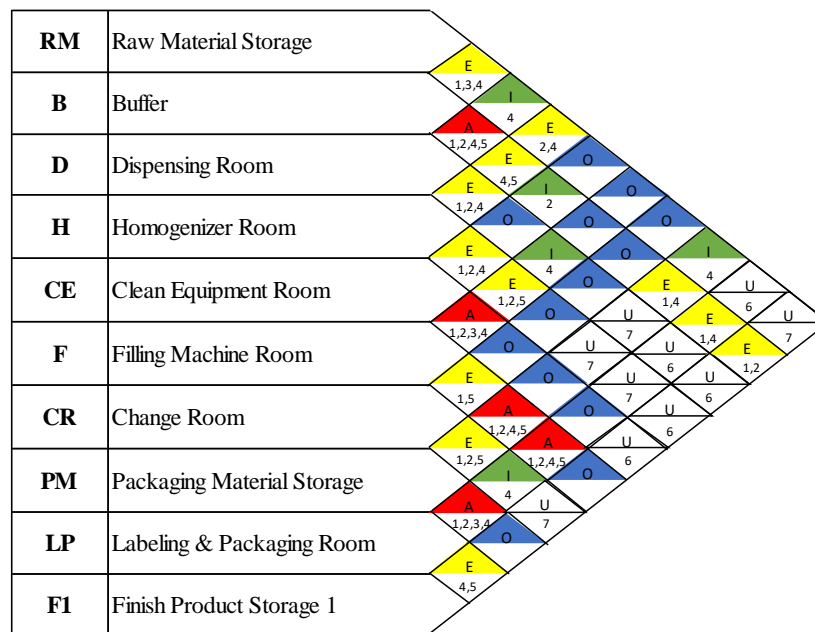 RM Raw Material Storage
E
1,3,4
I
B Buffer
4
A E
1,2,4,5 2,4
E O
D Dispensing Room
4,5
E I O
1,2,4 2
O O O
H Homogenizer Room
E I O I
1,2,4 4 4
E O E U
CE Clean Equipment Room
1,2,5 1,4 6
A O U E U
1,2,3,4 7 1,4 7
O U U E
F Filling Machine Room
7 6 1,2
E O U U
1,5 7 6
A O U
CR Change Room
1,2,4,5 6
E A U
1,2,5 1,2,4,5 6
I O
PM Packaging Material Storage
4
A U
1,2,3,4 7
O
LP Labeling & Packaging Room
E
4,5
F1 Finish Product Storage 1